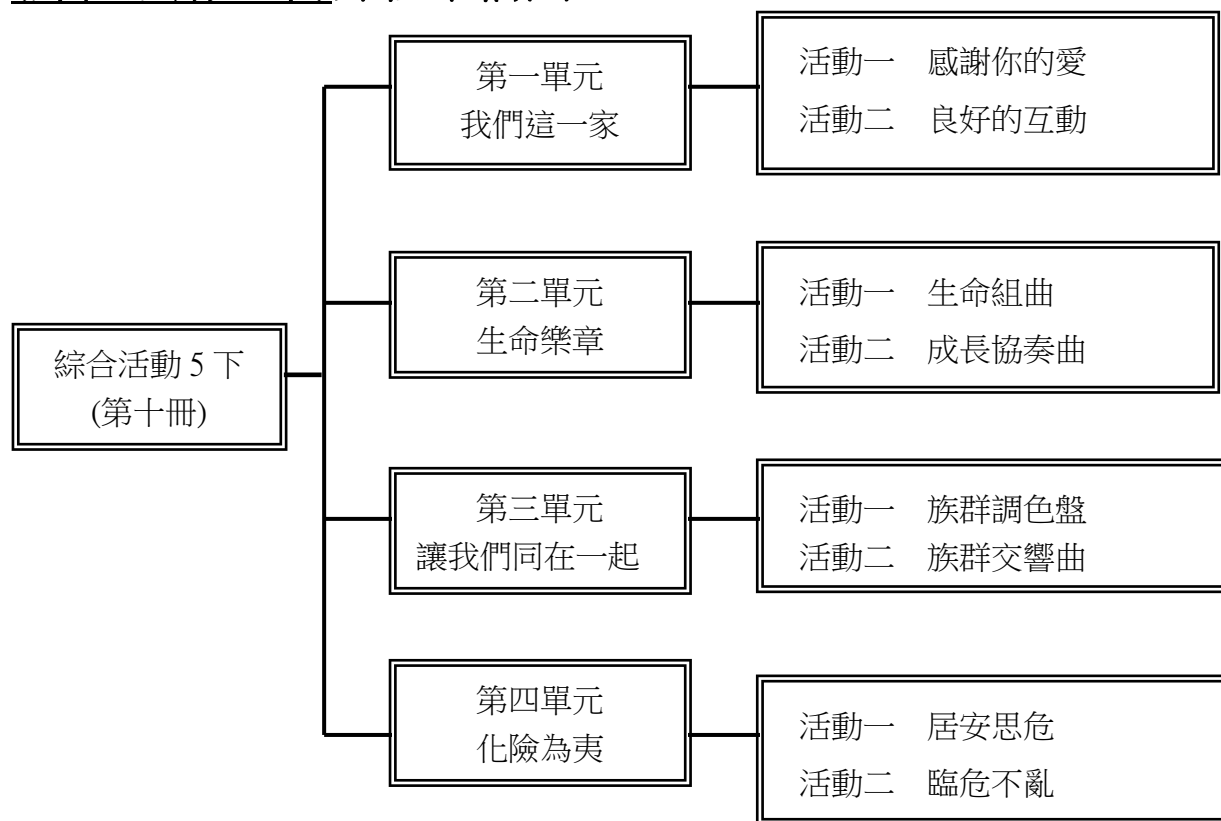 綜合活動 5 下
(第十冊)
第一單元
我們這一家
活動一　感謝你的愛
活動二　良好的互動
第二單元
生命樂章
活動一　生命組曲
活動二　成長協奏曲
第三單元
讓我們同在一起
活動一　族群調色盤
活動二　族群交響曲
第四單元
化險為夷
活動一　居安思危
活動二　臨危不亂